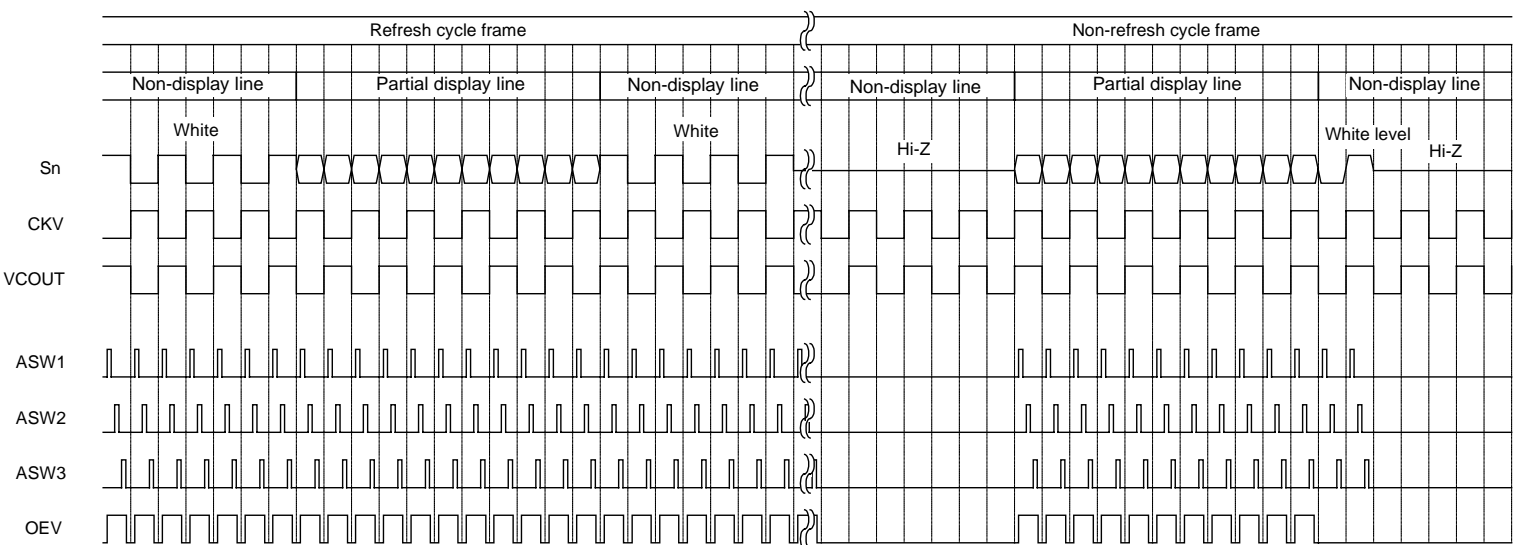 Refresh cycle frame
Non-refresh cycle frame
Non-display line
Partial display line
Non-display line
Non-display line
Partial display line
Non-display line
White
White
Hi-Z
White level
Hi-Z
Sn
CKV
VCOUT
ASW1
ASW2
ASW3
OEV